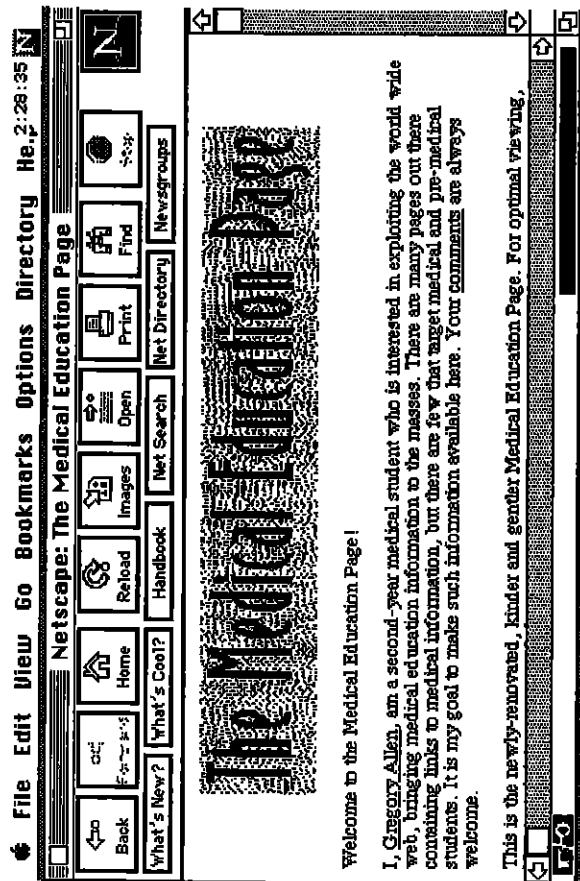 File Edit View Go Bookmarks Options Directory 2:28:35
Netscape: The Medical Education Page
Back Home Reload Images Open Print Find N
What's New? What's Cool? Handbook Net Search Net Directory Newsgroups
The Medical Education Page
Welcome to the Medical Education Page!
I, Gregory Allen, am a second-year medical student who is interested in exploring the world wide
web, bringing medical education information to the masses. There are many pages out there
containing links to medical information, but there are few that target medical and pre-medical
students. It is my goal to make such information available here. Your comments are always
welcome.
This is the newly-renovated, kinder and gender Medical Education Page. For optimal viewing,